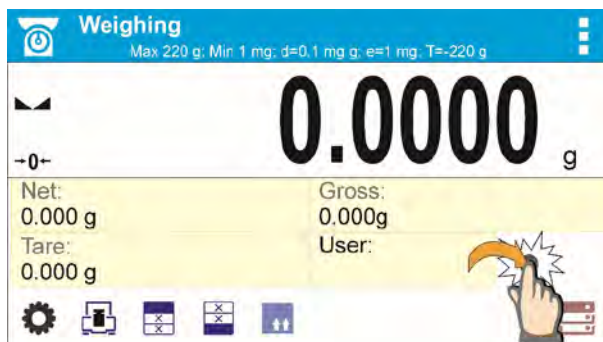 Weighing
Max 220 g; Min 1 mg; d=0.1 mg g; e=1 mg; T=-220 g
0.0000 g
→0←
Net: Gross:
0.000 g 0.000g
Tare: User:
0.000 g